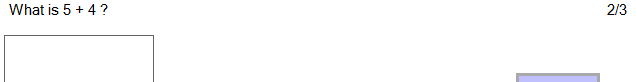 What is 5 + 4 ? 2/3